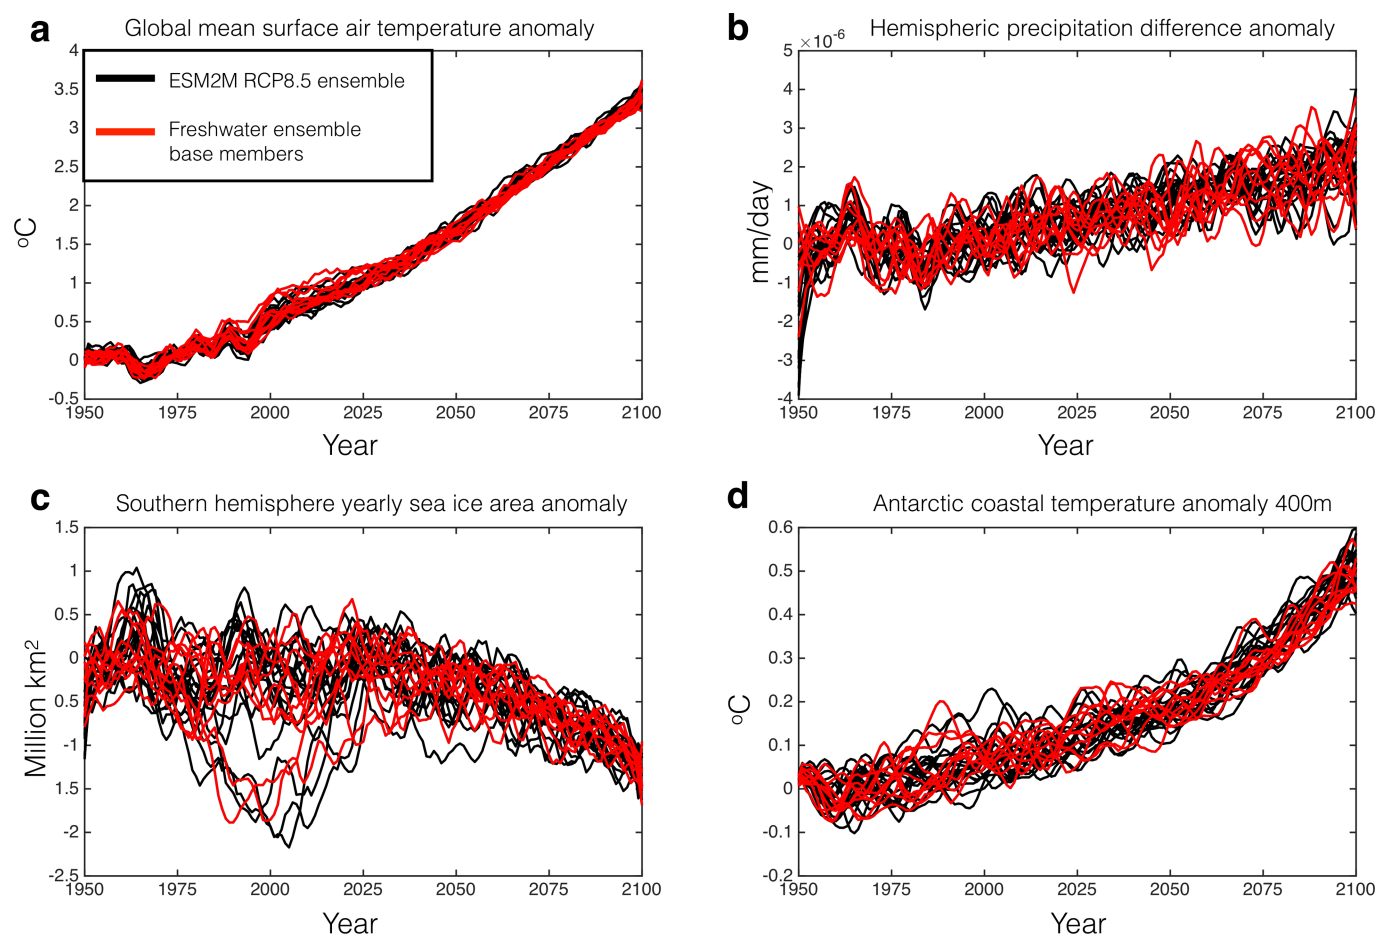 a
Global mean surface air temperature anomaly
4
3.5
3
2.5
2
1.5
1
0.5
0
-0.5
ESM2M RCP8.5 ensemble
Freshwater ensemble
base members
ºC
1950 1975 2000 2025 2050 2075 2100
Year
b
Hemispheric precipitation difference anomaly
×10-6
5
4
3
2
1
0
-1
-2
-3
-4
mm/day
1950 1975 2000 2025 2050 2075 2100
Year
c
Southern hemisphere yearly sea ice area anomaly
1.5
1
0.5
0
0.5
-1
1.5
-2
-2.5
Million km2
1950 1975 2000 2025 2050 2075 2100
Year
d
Antarctic coastal temperature anomaly 400m
0.6
0.5
0.4
0.3
0.2
0.1
0
-0.1
-0.2
ºC
1950 1975 2000 2025 2050 2075 2100
Year